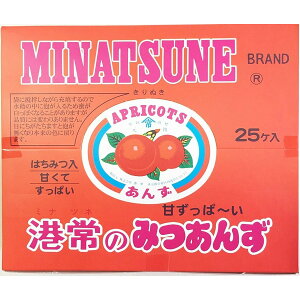 MINATSUNE
BRAND
®
きりぬき
APRICOTS
あんず
25ヶ入
はちみつ入
甘くて
すっぱい
甘ずっぱ〜い
ミナツネ
港常のみつあんず